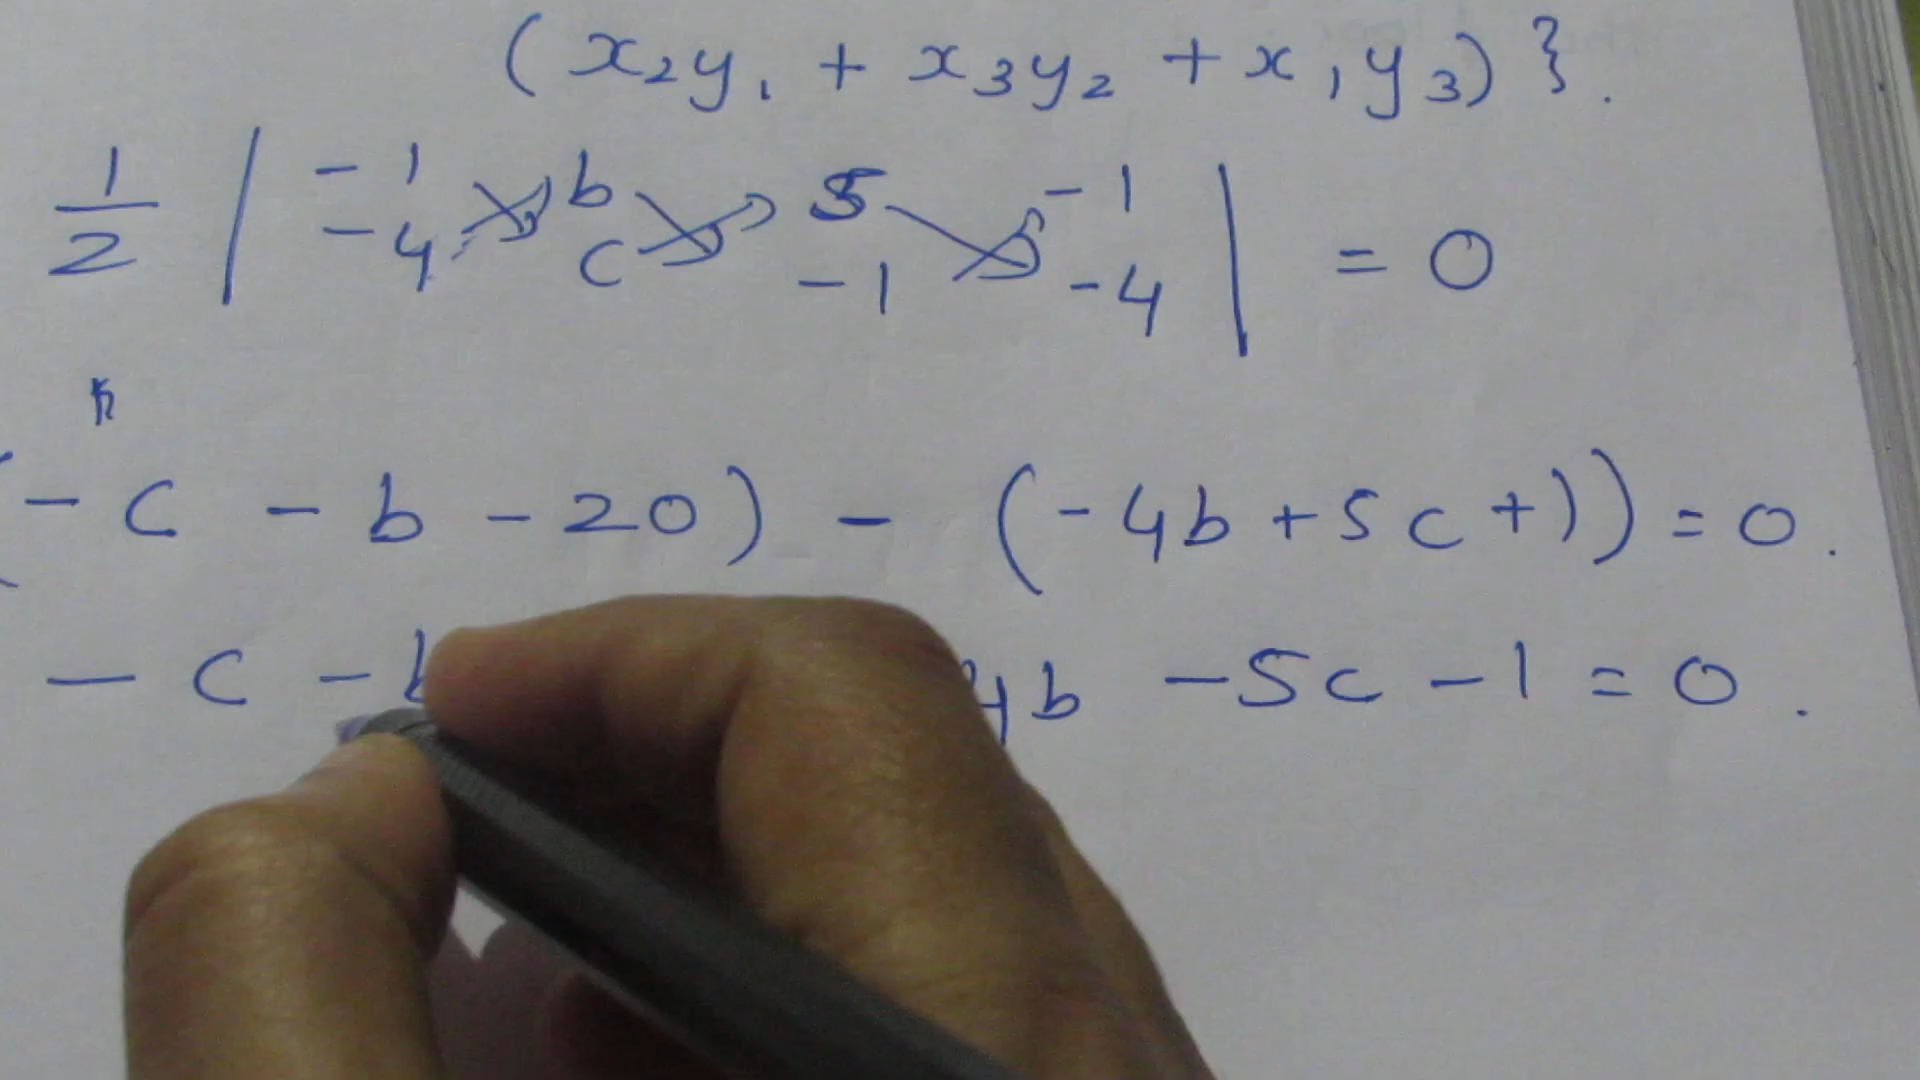 (x₂y₁ + x₃y₂ + x₁y₃)}.
1/2 | -1 b 5 -1 | = 0
-4 c -1 -4
(-c - b - 20) - (-4b + 5c + 1)) = 0.
- c - b 4b - 5c - 1 = 0.